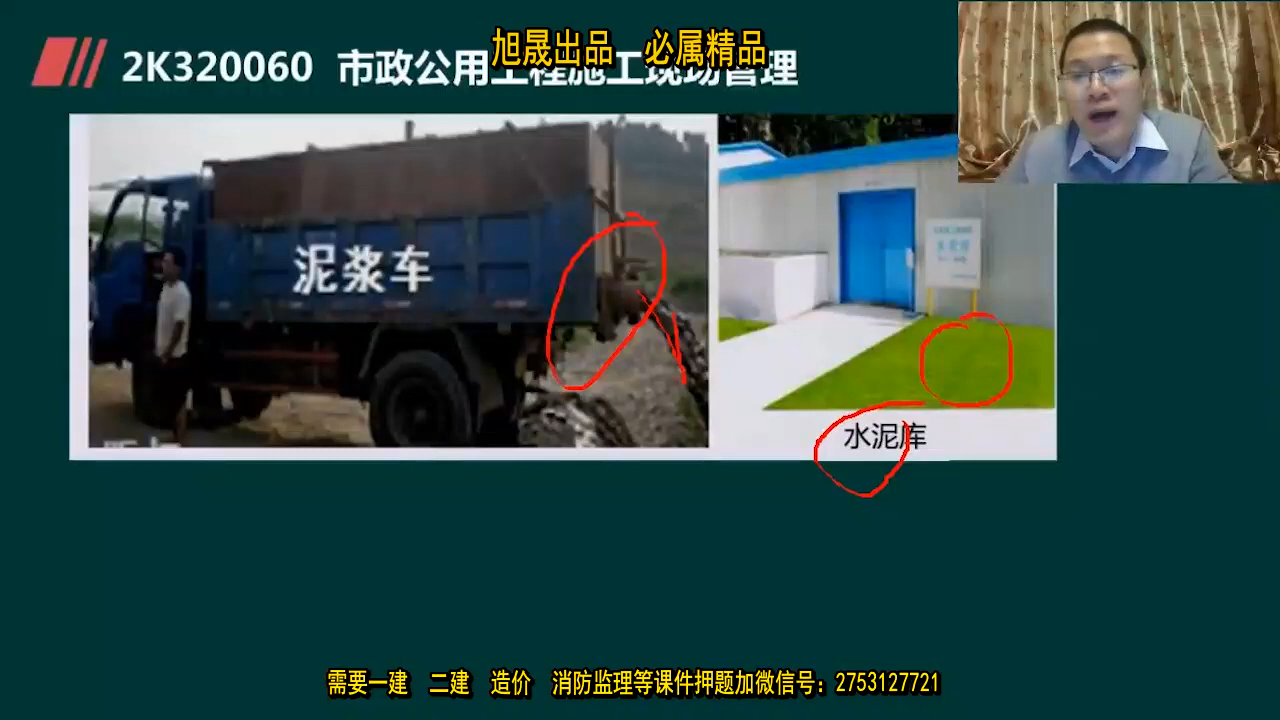 旭晟出品 必属精品
2K320060 市政公用工程施工现场管理
泥浆车
水泥库
需要一建 二建 造价 消防监理等课件押题加微信号：2753127721